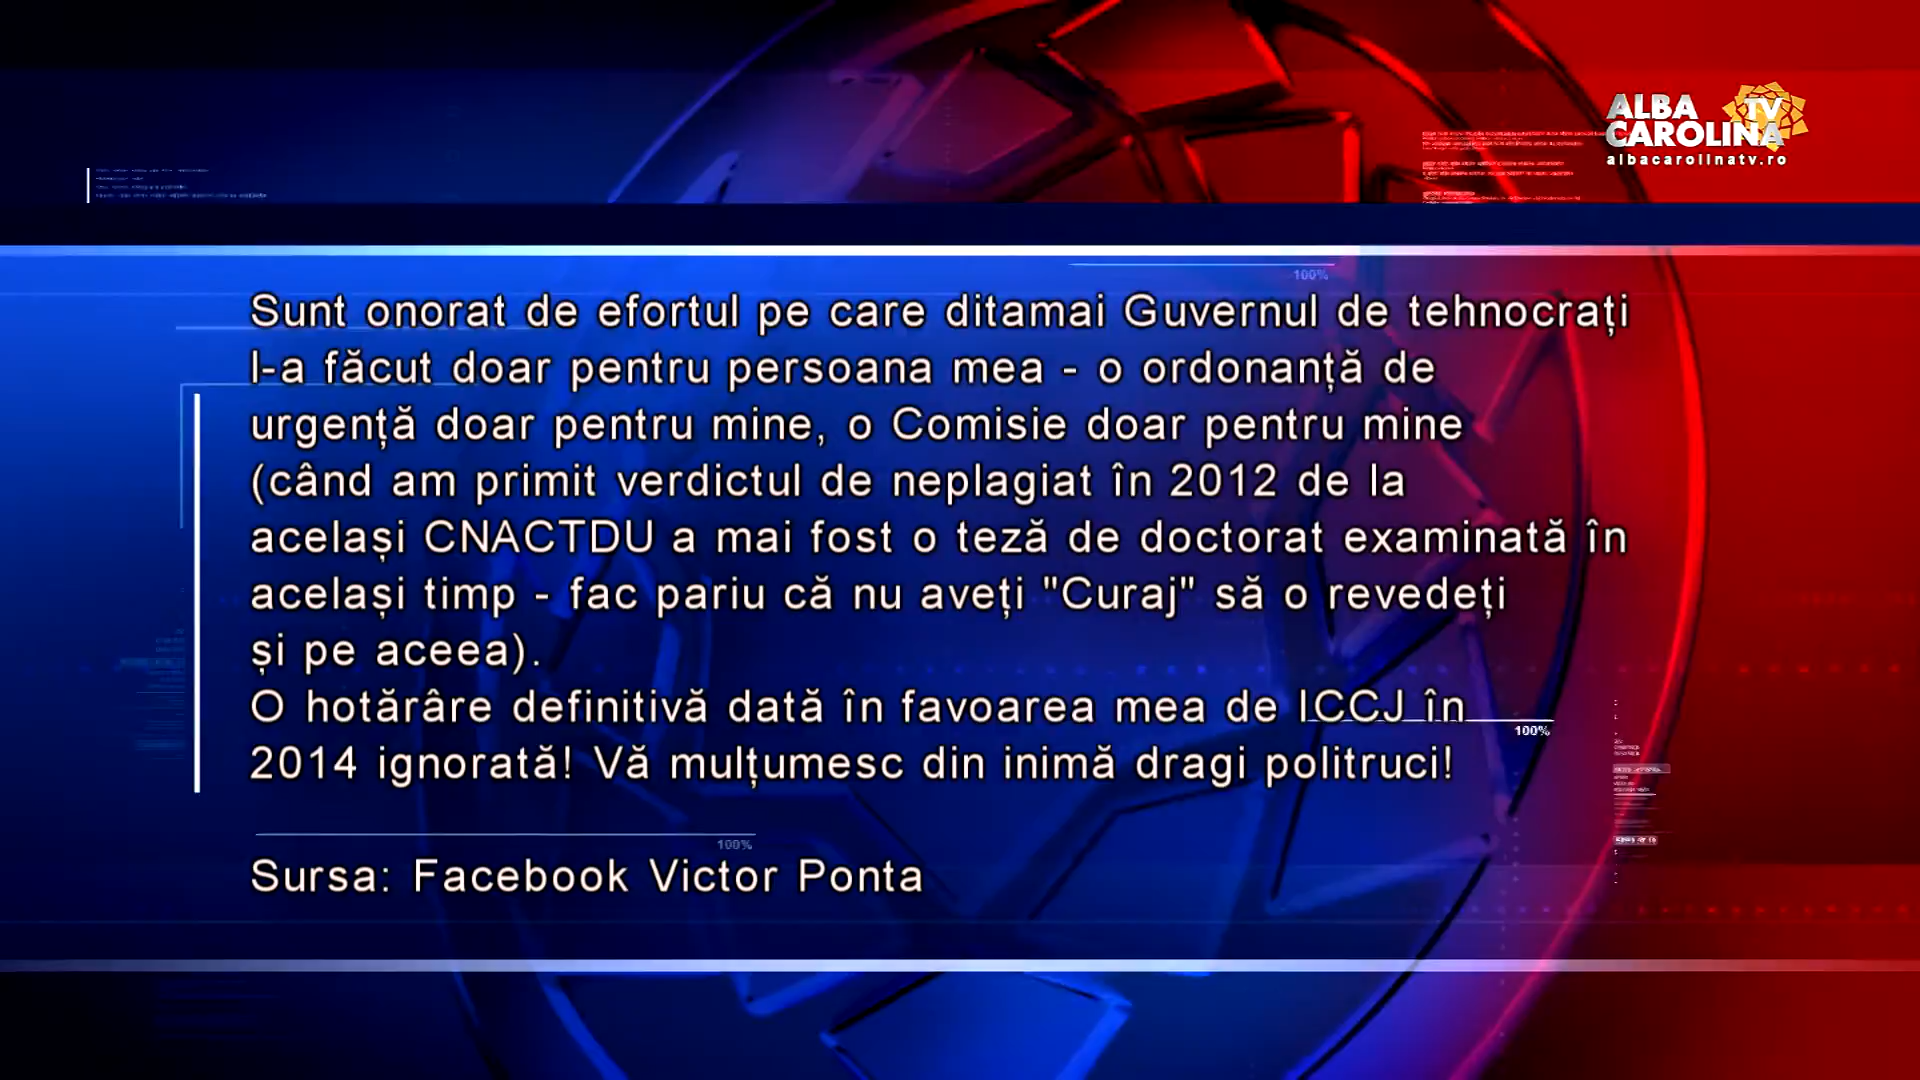 ALBA
TV
CAROLINA
albacarolinatv.ro
100%
Sunt onorat de efortul pe care ditamai Guvernul de tehnocrați
l-a făcut doar pentru persoana mea - o ordonanță de
urgență doar pentru mine, o Comisie doar pentru mine
(când am primit verdictul de neplagiat în 2012 de la
același CNACTDU a mai fost o teză de doctorat examinată în
același timp - fac pariu că nu aveți "Curaj" să o revedeți
și pe aceea).
O hotărâre definitivă dată în favoarea mea de ICCJ în
100%
2014 ignorată! Vă mulțumesc din inimă dragi politruci!
100%
Sursa: Facebook Victor Ponta